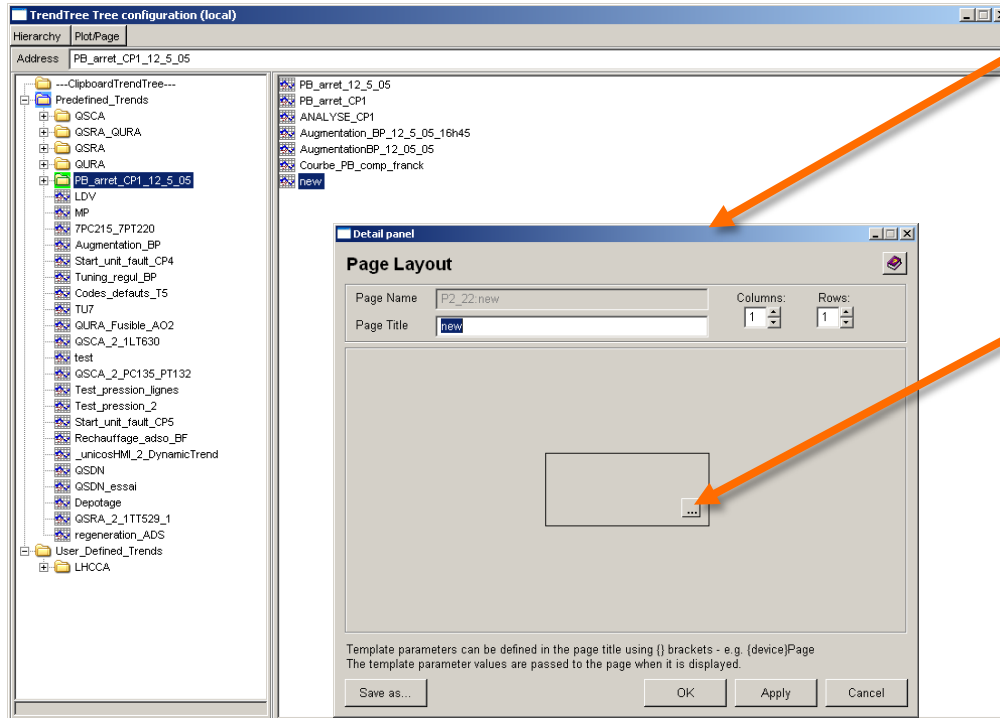 TrendTree Tree configuration (local)
Hierarchy Plot/Page
Address PB_arret_CP1_12_5_05
---ClipboardTrendTree---
Predefined_Trends
QSCA
QSRA_QURA
QSRA
QURA
PB_arret_CP1_12_5_05
LDV
MP
7PC215_7PT220
Augmentation_BP
Start_unit_fault_CP4
Tuning_regul_BP
Codes_defauts_T5
TU7
QURA_Fusible_AO2
QSCA_2_1LT630
test
QSCA_2_PC135_PT132
Test_pression_lignes
Test_pression_2
Start_unit_fault_CP5
Rechauffage_adso_BF
_unicosHMI_2_DynamicTrend
QSDN
QSDN_essai
Depotage
QSRA_2_1TT529_1
regeneration_ADS
User_Defined_Trends
LHCCA
PB_arret_12_5_05
PB_arret_CP1
ANALYSE_CP1
Augmentation_BP_12_5_05_16h45
AugmentationBP_12_05_05
Courbe_PB_comp_franck
new
Detail panel
Page Layout
Page Name P2_22:new Columns: Rows:
Page Title new 1 1
...
Template parameters can be defined in the page title using {} brackets - e.g. {device}Page
The template parameter values are passed to the page when it is displayed.
Save as... OK Apply Cancel